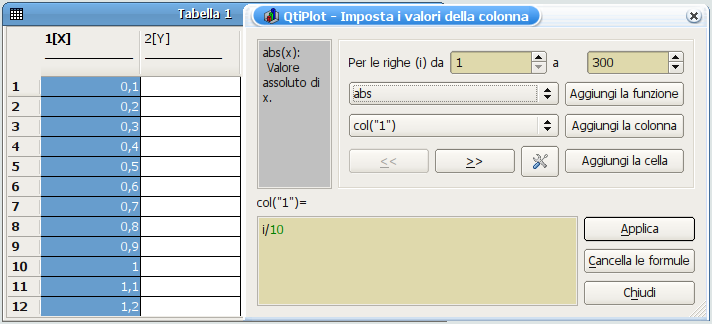 Tabella 1
1[X] 2[Y]
1 0,1
2 0,2
3 0,3
4 0,4
5 0,5
6 0,6
7 0,7
8 0,8
9 0,9
10 1
11 1,1
12 1,2
QtiPlot - Imposta i valori della colonna
abs(x):
Valore
assoluto di
x.
Per le righe (i) da 1 a 300
abs Aggiungi la funzione
col("1") Aggiungi la colonna
<< >> Aggiungi la cella
col("1")=
i/10
Applica
Cancella le formule
Chiudi